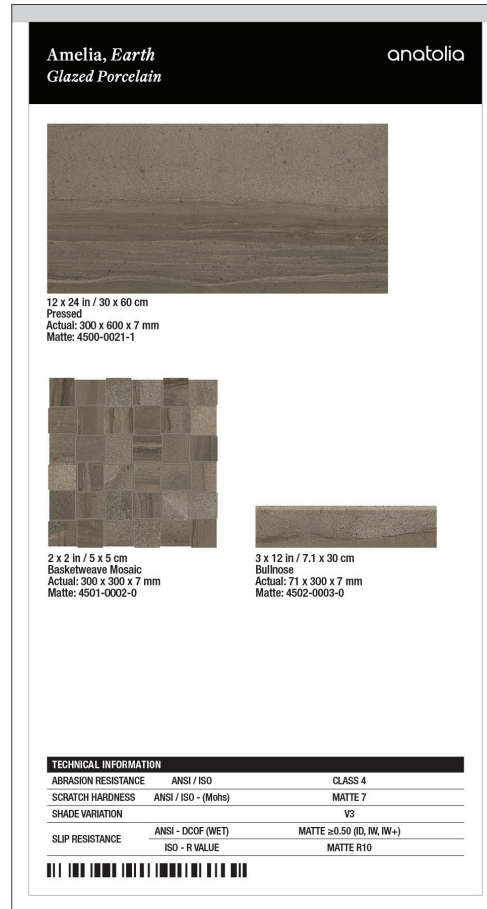 Amelia, Earth
anatolia
Glazed Porcelain
12 x 24 in / 30 x 60 cm
Pressed
Actual: 300 x 600 x 7 mm
Matte: 4500-0021-1
2 x 2 in / 5 x 5 cm
Basketweave Mosaic
Actual: 300 x 300 x 7 mm
Matte: 4501-0002-0
3 x 12 in / 7.1 x 30 cm
Bullnose
Actual: 71 x 300 x 7 mm
Matte: 4502-0003-0
TECHNICAL INFORMATION
ABRASION RESISTANCE ANSI / ISO CLASS 4
SCRATCH HARDNESS ANSI / ISO - (Mohs) MATTE 7
SHADE VARIATION V3
SLIP RESISTANCE ANSI - DCOF (WET) MATTE ≥0.50 (ID, IW, IW+)
ISO - R VALUE MATTE R10